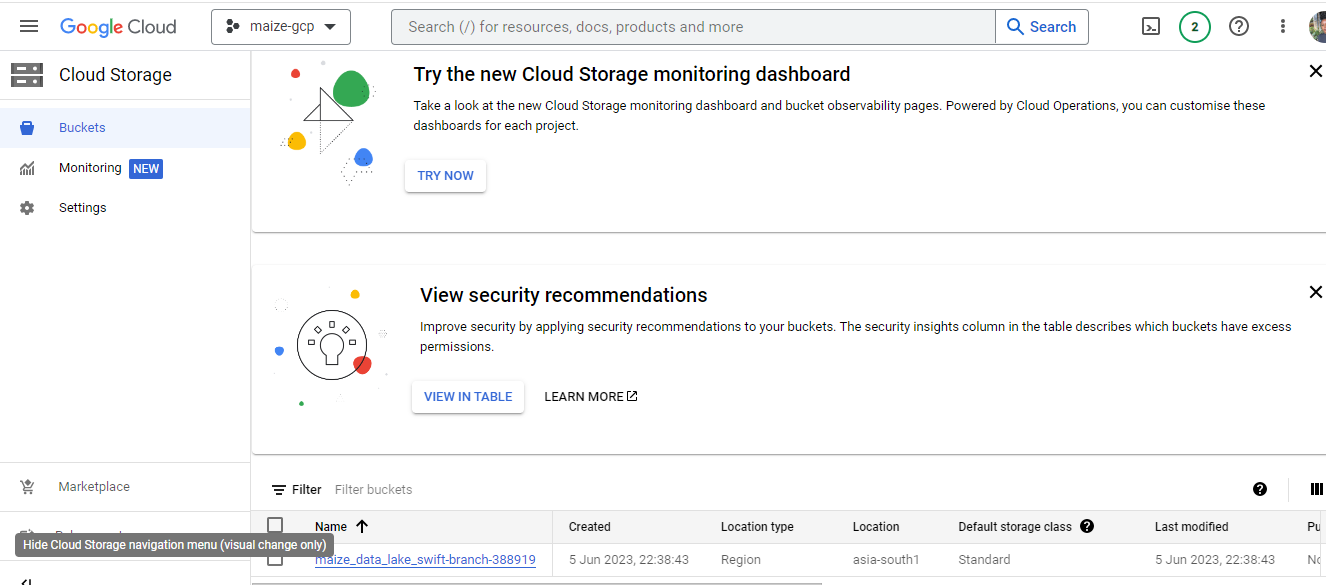 Google Cloud
maize-gcp
Search (/) for resources, docs, products and more
Search
2
Cloud Storage
Buckets
Monitoring NEW
Settings
Try the new Cloud Storage monitoring dashboard
Take a look at the new Cloud Storage monitoring dashboard and bucket observability pages. Powered by Cloud Operations, you can customise these
dashboards for each project.
TRY NOW
View security recommendations
Improve security by applying security recommendations to your buckets. The security insights column in the table describes which buckets have excess
permissions.
VIEW IN TABLE
LEARN MORE
Marketplace
Hide Cloud Storage navigation menu (visual change only)
Filter Filter buckets
Name Created Location type Location Default storage class Last modified Pu
maize_data_lake_swift-branch-388919 5 Jun 2023, 22:38:43 Region asia-south1 Standard 5 Jun 2023, 22:38:43 No